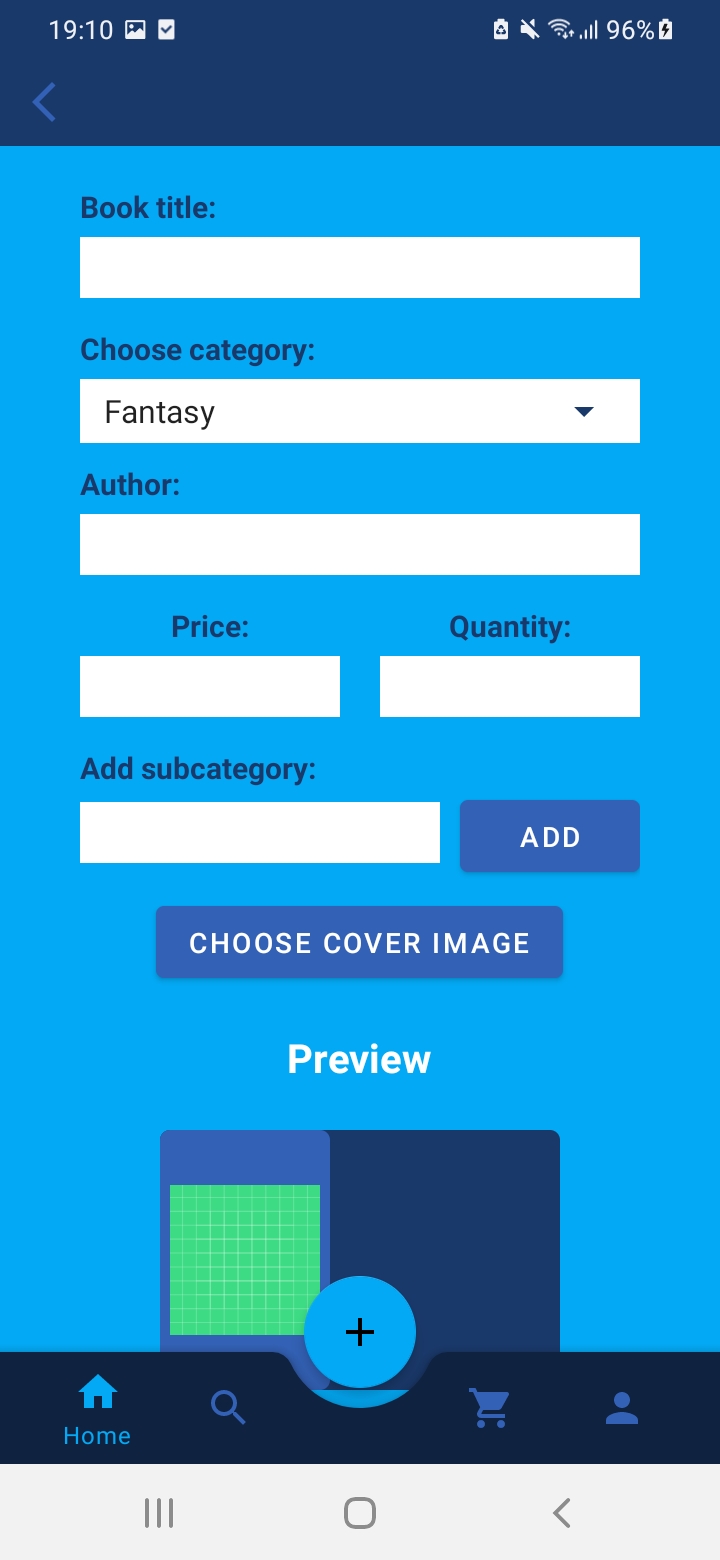 19:10 96%
Book title:
Choose category:
Fantasy
Author:
Price: Quantity:
Add subcategory:
ADD
CHOOSE COVER IMAGE
Preview
Home